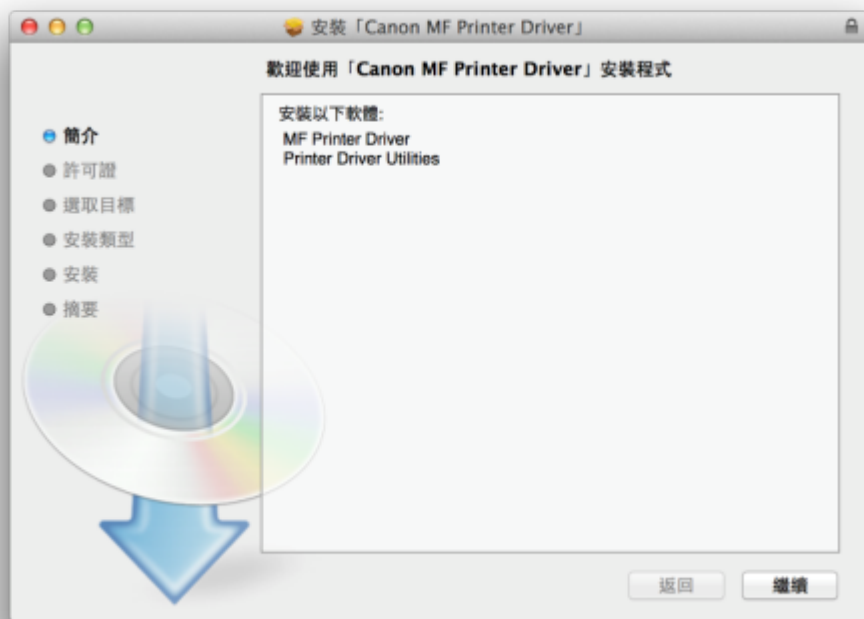 安裝「Canon MF Printer Driver」
歡迎使用「Canon MF Printer Driver」安裝程式
簡介
許可證
選取目標
安裝類型
安裝
摘要
安裝以下軟體:
MF Printer Driver
Printer Driver Utilities
返回
繼續